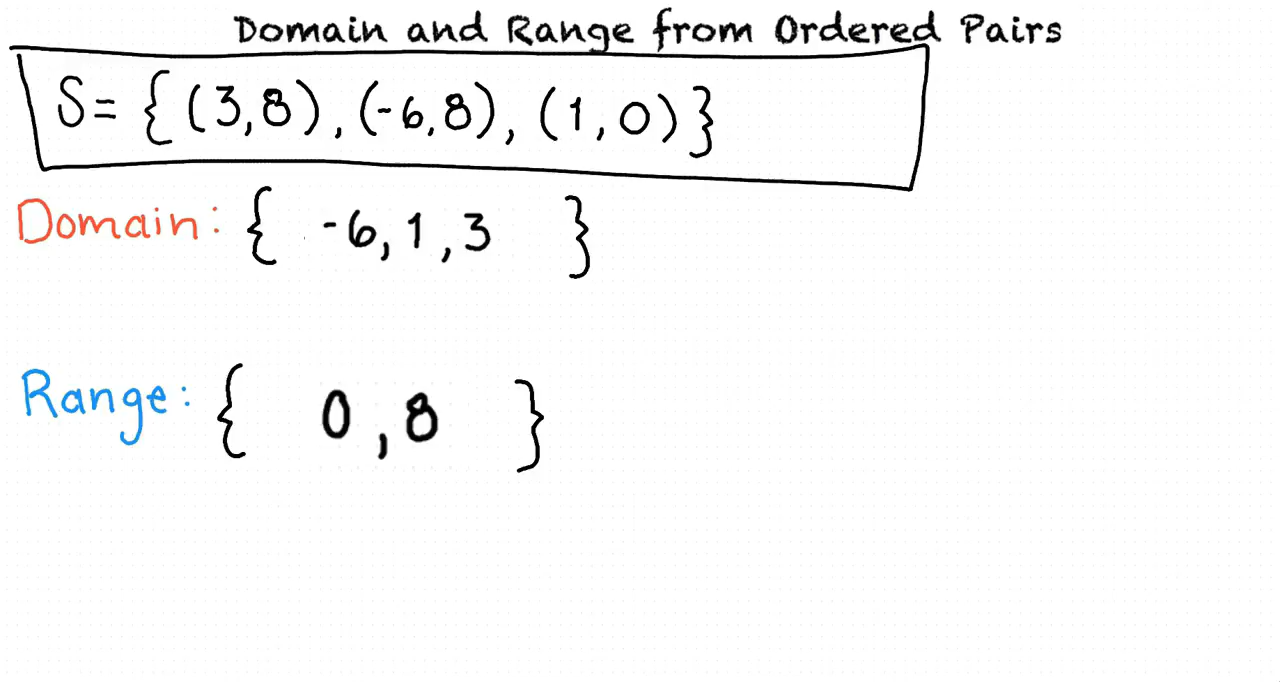 Domain and Range from Ordered Pairs
S = { (3,8), (-6,8), (1,0) }
Domain: { -6, 1, 3 }
Range: { 0, 8 }